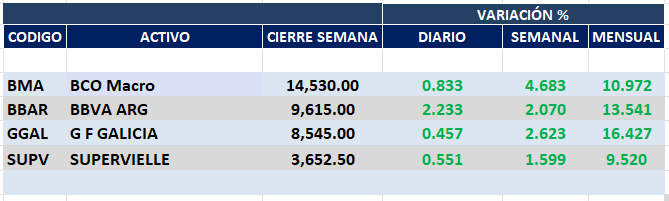 VARIACIÓN %
CODIGO ACTIVO CIERRE SEMANA DIARIO SEMANAL MENSUAL
BMA BCO Macro 14,530.00 0.833 4.683 10.972
BBAR BBVA ARG 9,615.00 2.233 2.070 13.541
GGAL G F GALICIA 8,545.00 0.457 2.623 16.427
SUPV SUPERVIELLE 3,652.50 0.551 1.599 9.520